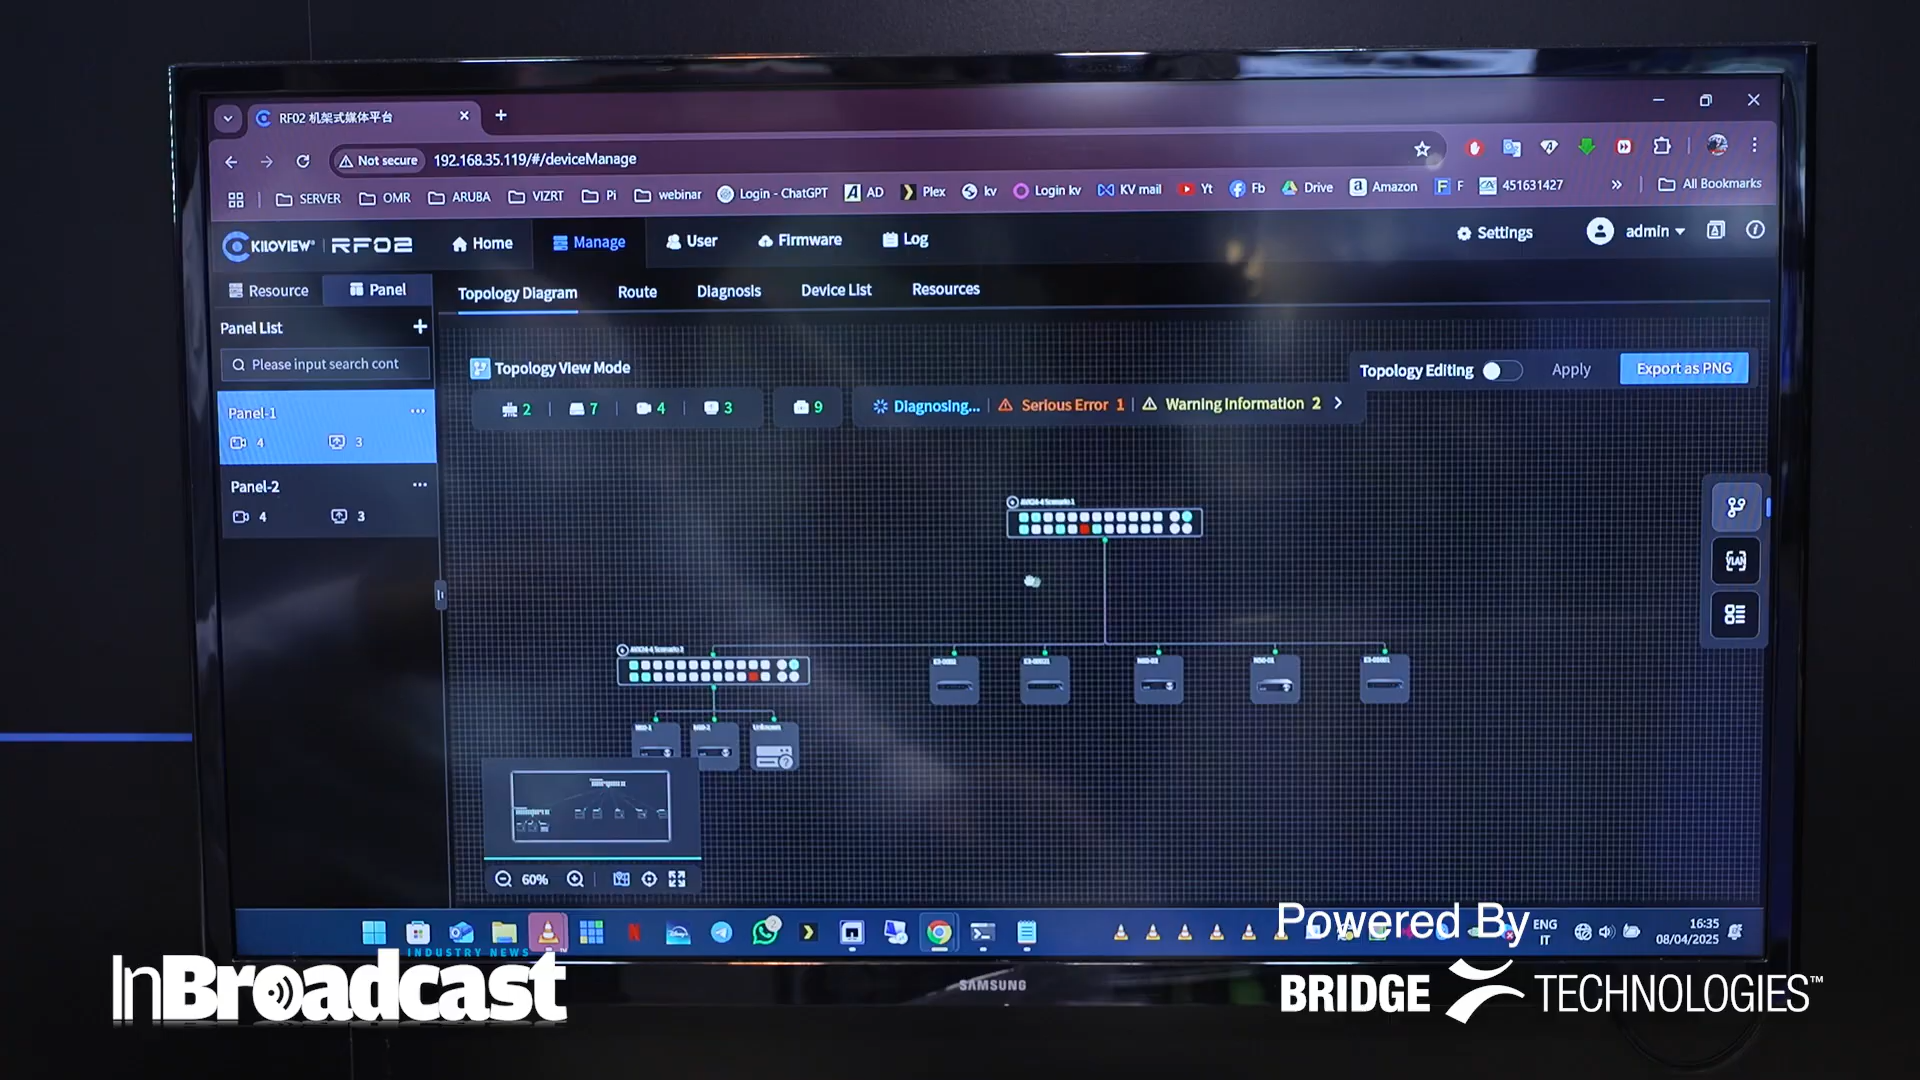 RF02 机架式媒体平台
Not secure
192.168.35.119/#/deviceManage
SERVER
OMR
ARUBA
VIZRT
Pi
webinar
Login - ChatGPT
AD
Plex
kv
Login kv
KV mail
Yt
Fb
Drive
Amazon
F
451631427
All Bookmarks
KILOVIEW
RF02
Home
Manage
User
Firmware
Log
Settings
admin
Resource
Panel
Topology Diagram
Route
Diagnosis
Device List
Resources
Panel List
Please input search cont
Topology View Mode
Topology Editing
Apply
Export as PNG
2
7
4
3
9
Diagnosing...
Serious Error 1
Warning Information 2
Panel-1
4
3
Panel-2
4
3
VLAN
Unknown
60%
ENG
IT
16:35
08/04/2025
SAMSUNG
INDUSTRY NEWS
InBroadcast
Powered By
BRIDGE TECHNOLOGIES™